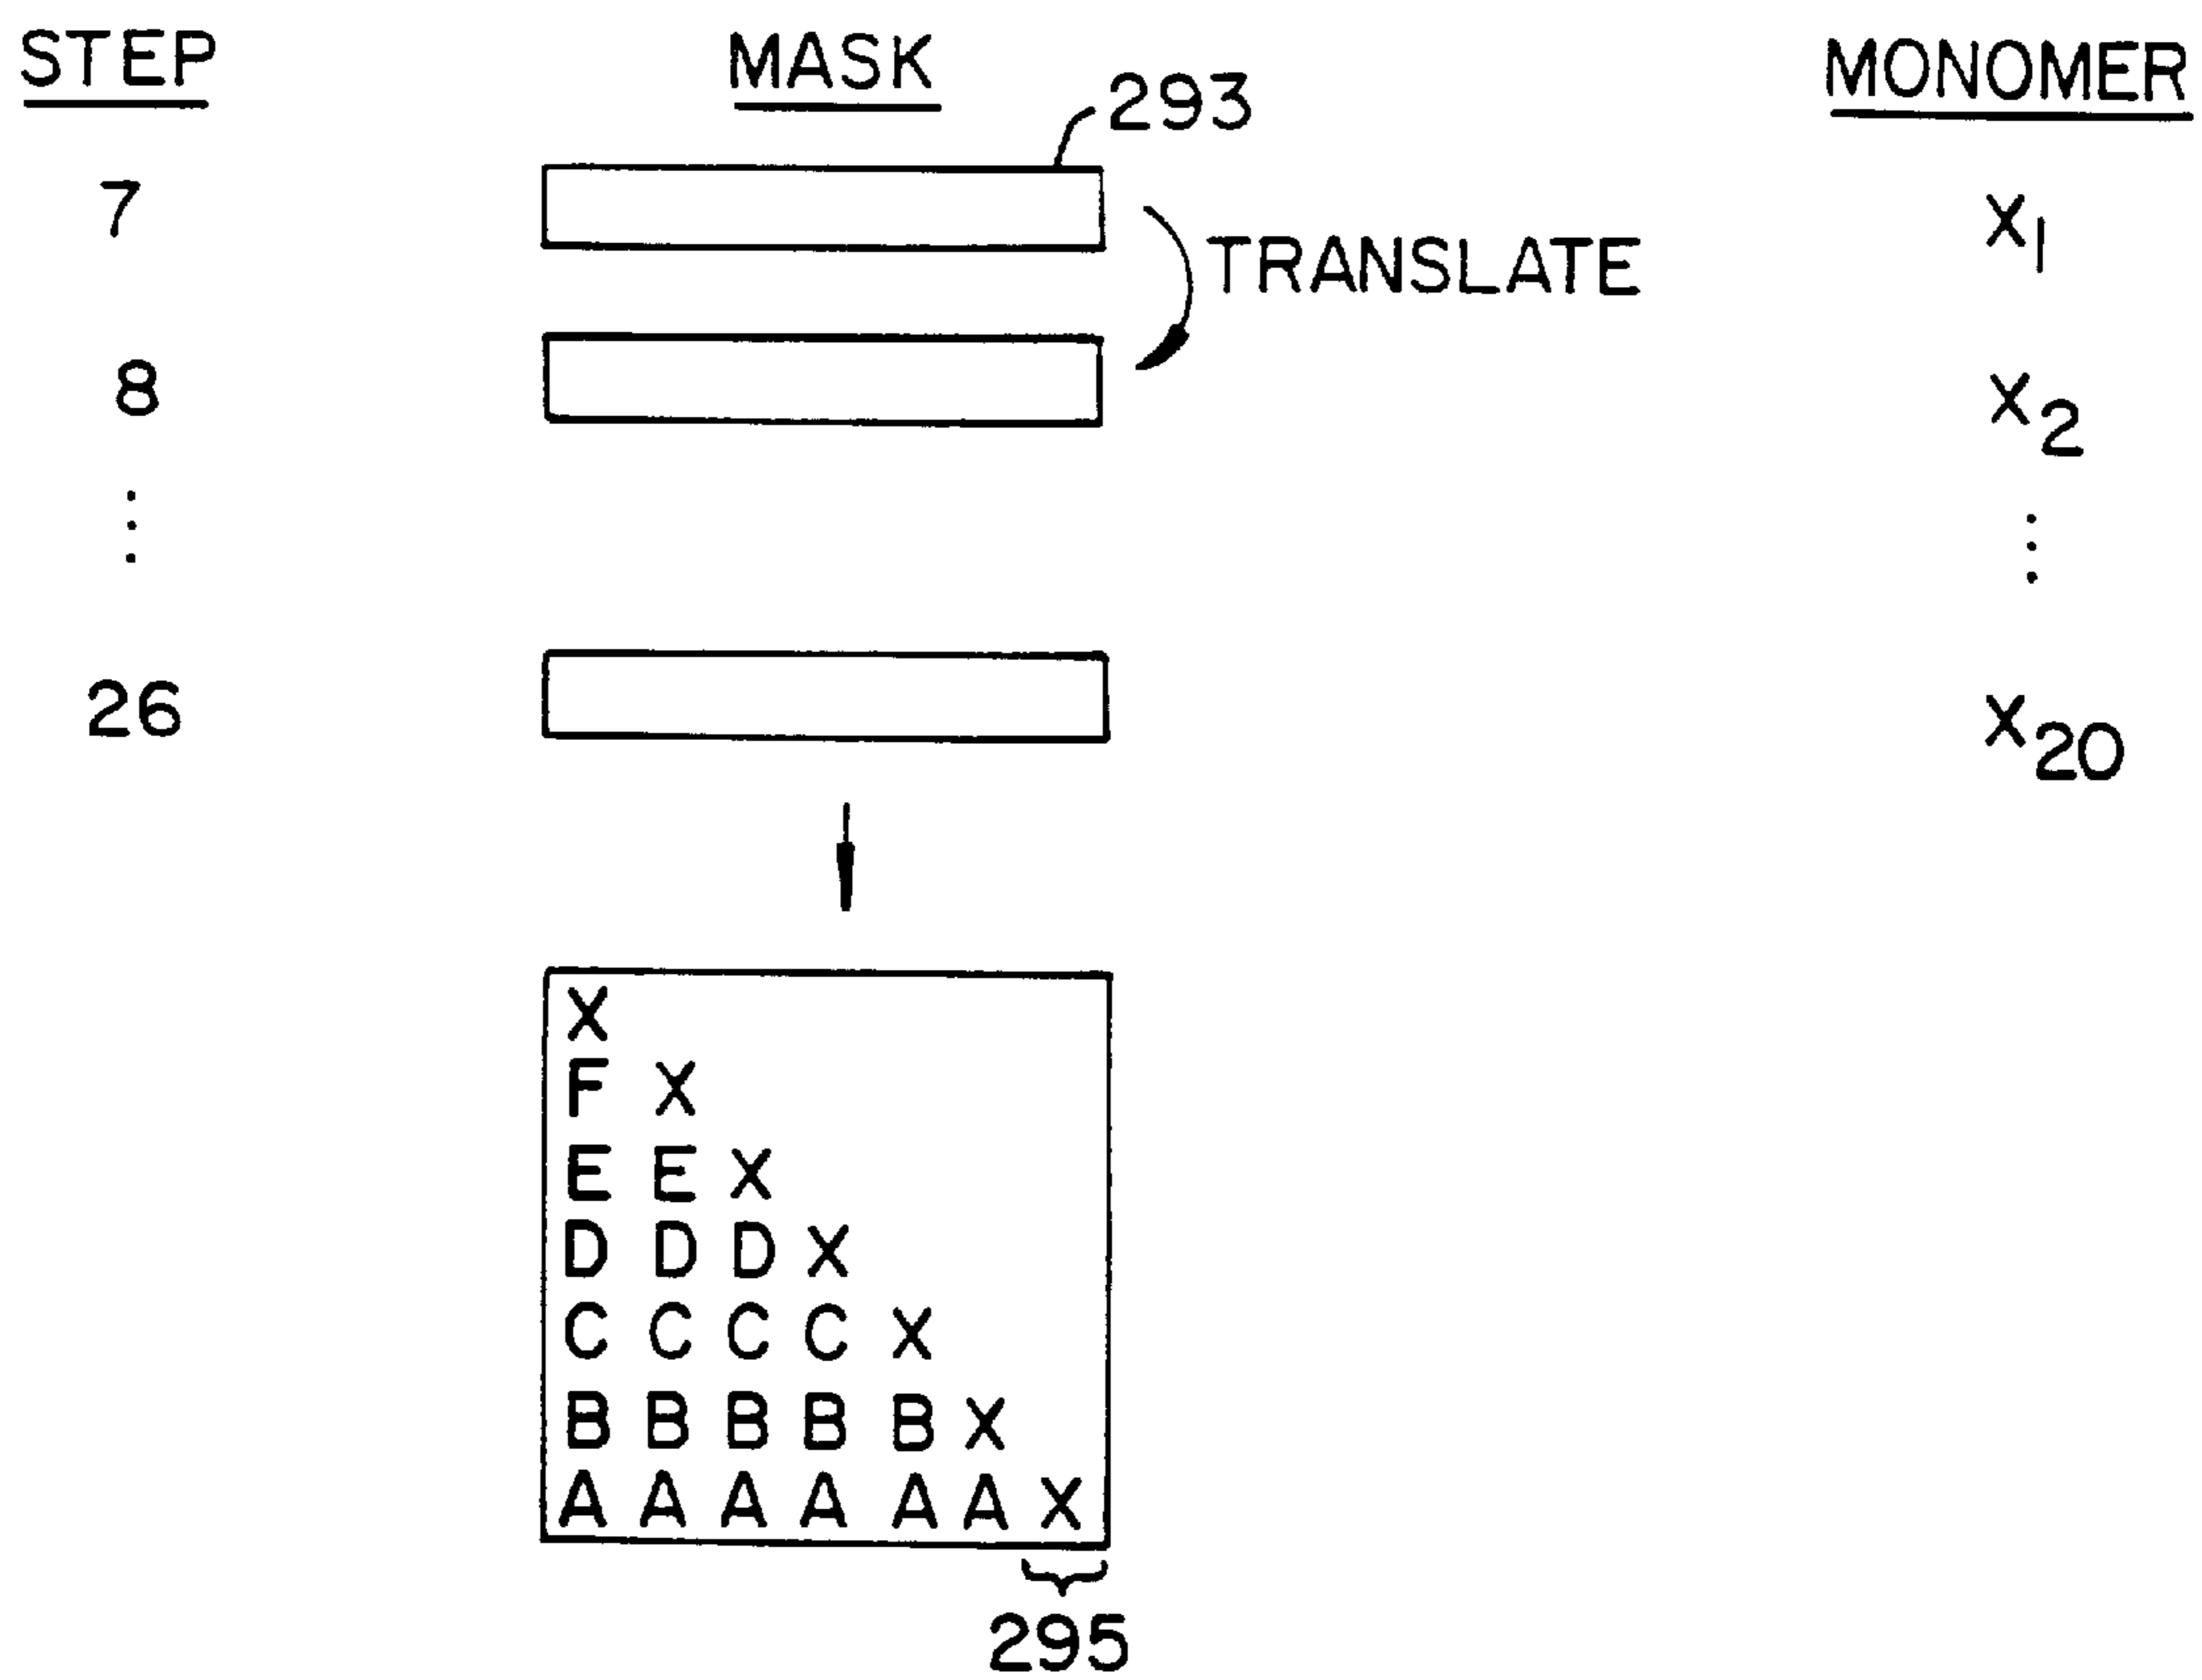 STEP MASK MONOMER
293
7 X1
TRANSLATE
8 X2
⋮ ⋮
26 X20
X
F X
E E X
D D D X
C C C C X
B B B B B X
A A A A A A X
295